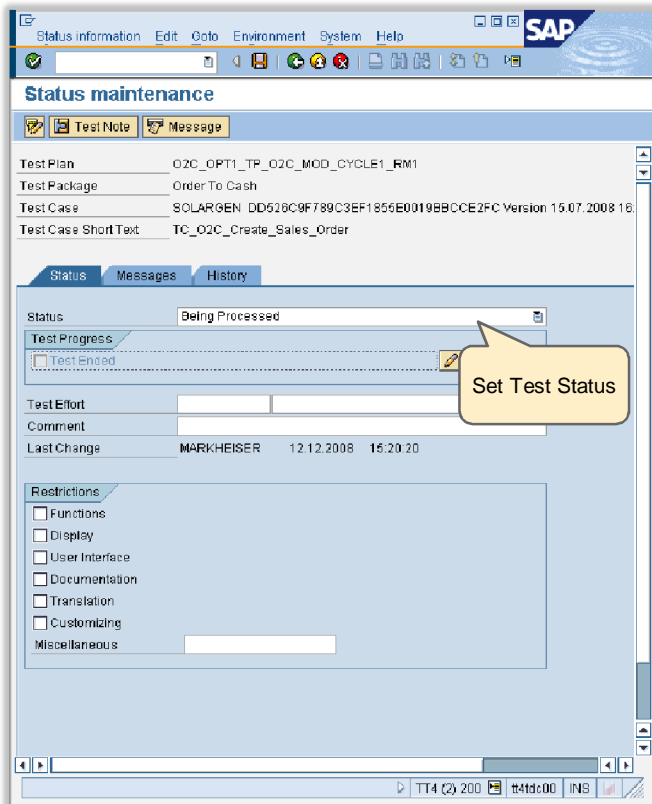 Status information Edit Goto Environment System Help
SAP
Status maintenance
Test Note Message
Test Plan O2C_OPT1_TP_O2C_MOD_CYCLE1_RM1
Test Package Order To Cash
Test Case SOLARGEN DD526C9F789C3EF1855E0019BBCCE2FC Version 15.07.2008 16:
Test Case Short Text TC_O2C_Create_Sales_Order
Status Messages History
Status Being Processed
Test Progress
Test Ended
Set Test Status
Test Effort
Comment
Last Change MARKHEISER 12.12.2008 15:20:20
Restrictions
Functions
Display
User Interface
Documentation
Translation
Customizing
Miscellaneous
TT4 (2) 200 tt4tdc00 INS